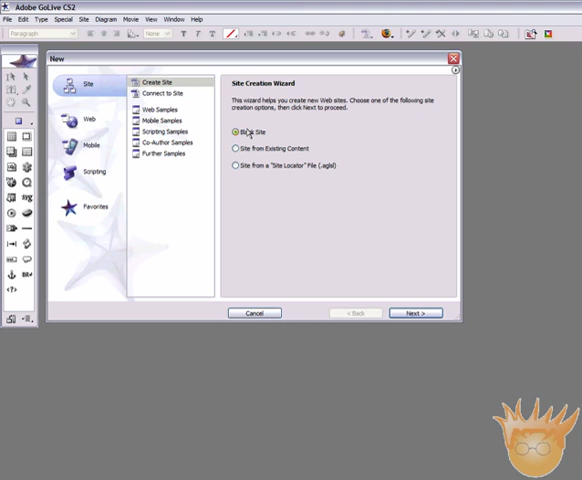 Adobe GoLive CS2
File Edit Type Special Site Diagram Movie View Window Help
Paragraph T T T None
New
Site
Web
Mobile
Scripting
Favorites
Create Site
Connect to Site
Web Samples
Mobile Samples
Scripting Samples
Co-Author Samples
Further Samples
Site Creation Wizard
This wizard helps you create new Web sites. Choose one of the following site
creation options, then click Next to proceed.
Blank Site
Site from Existing Content
Site from a "Site Locator" File (.aglsl)
Cancel
< Back
Next >